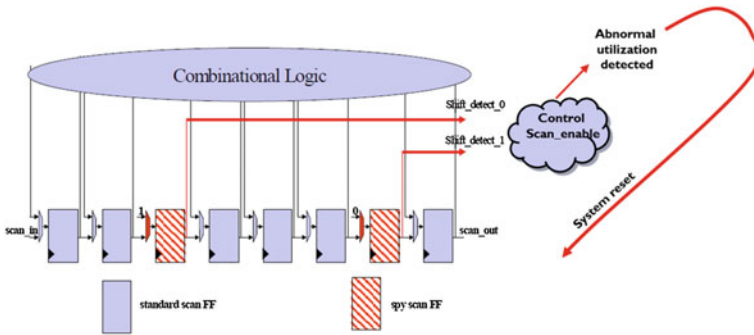 Abnormal
utilization
detected
Combinational Logic
Shift_detect_0
Control
Scan_enable
Shift_detect_1
System reset
1
0
scan_in
scan_out
standard scan FF
spy scan FF